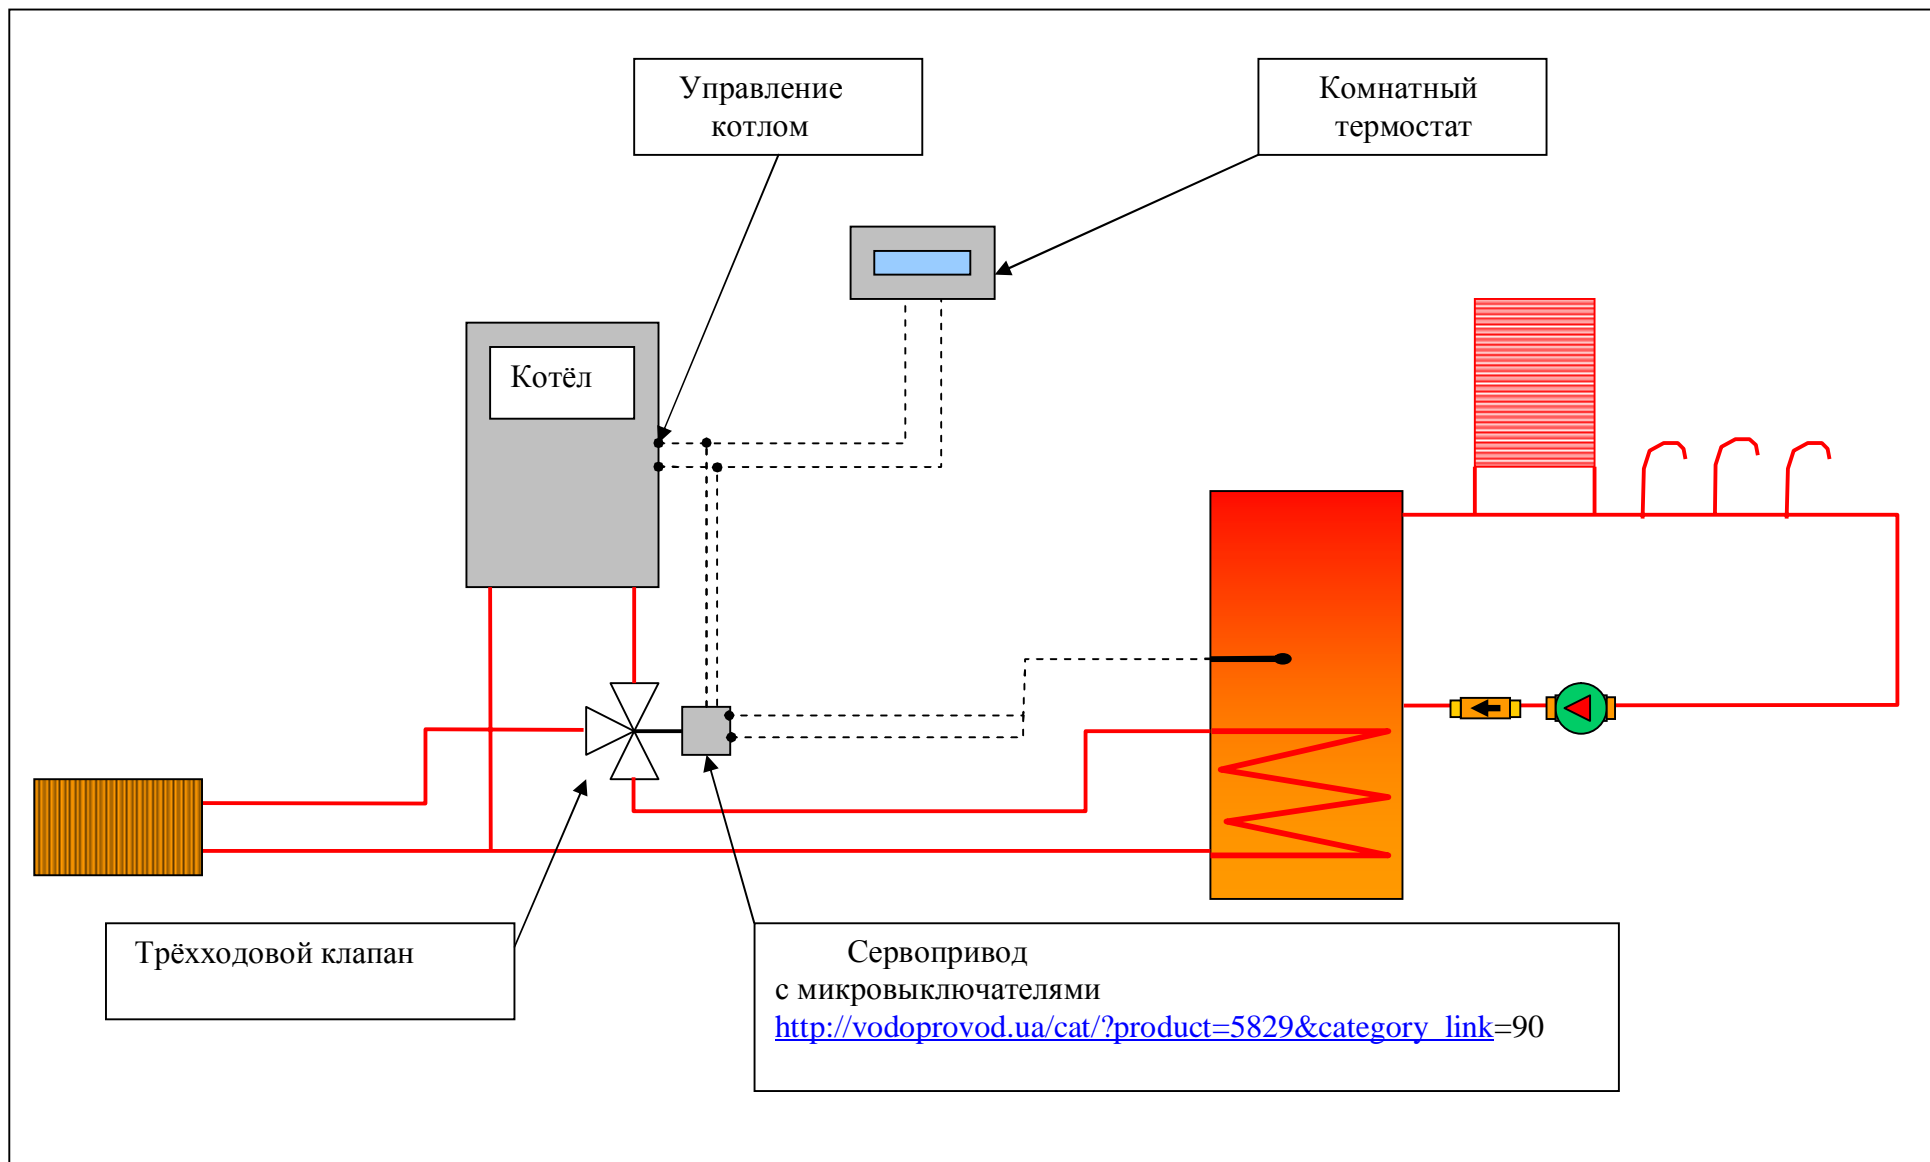 Управление
котлом
Комнатный
термостат
Котёл
Трёхходовой клапан
Сервопривод
с микровыключателями
http://vodoprovod.ua/cat/?product=5829&category_link=90